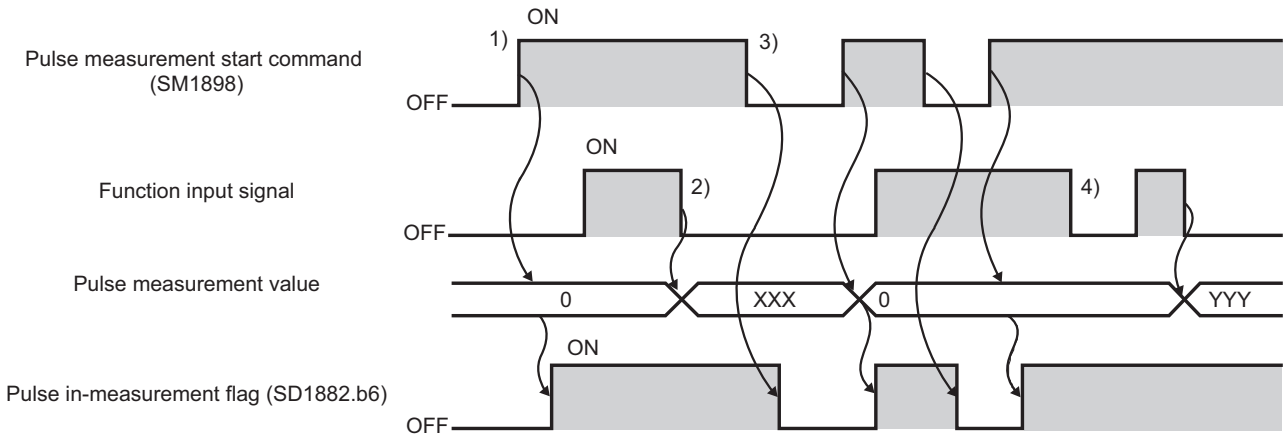 ON
1)
3)
Pulse measurement start command
(SM1898)
OFF
ON
Function input signal
2)
4)
OFF
Pulse measurement value
0
XXX
0
YYY
ON
Pulse in-measurement flag (SD1882.b6)
OFF